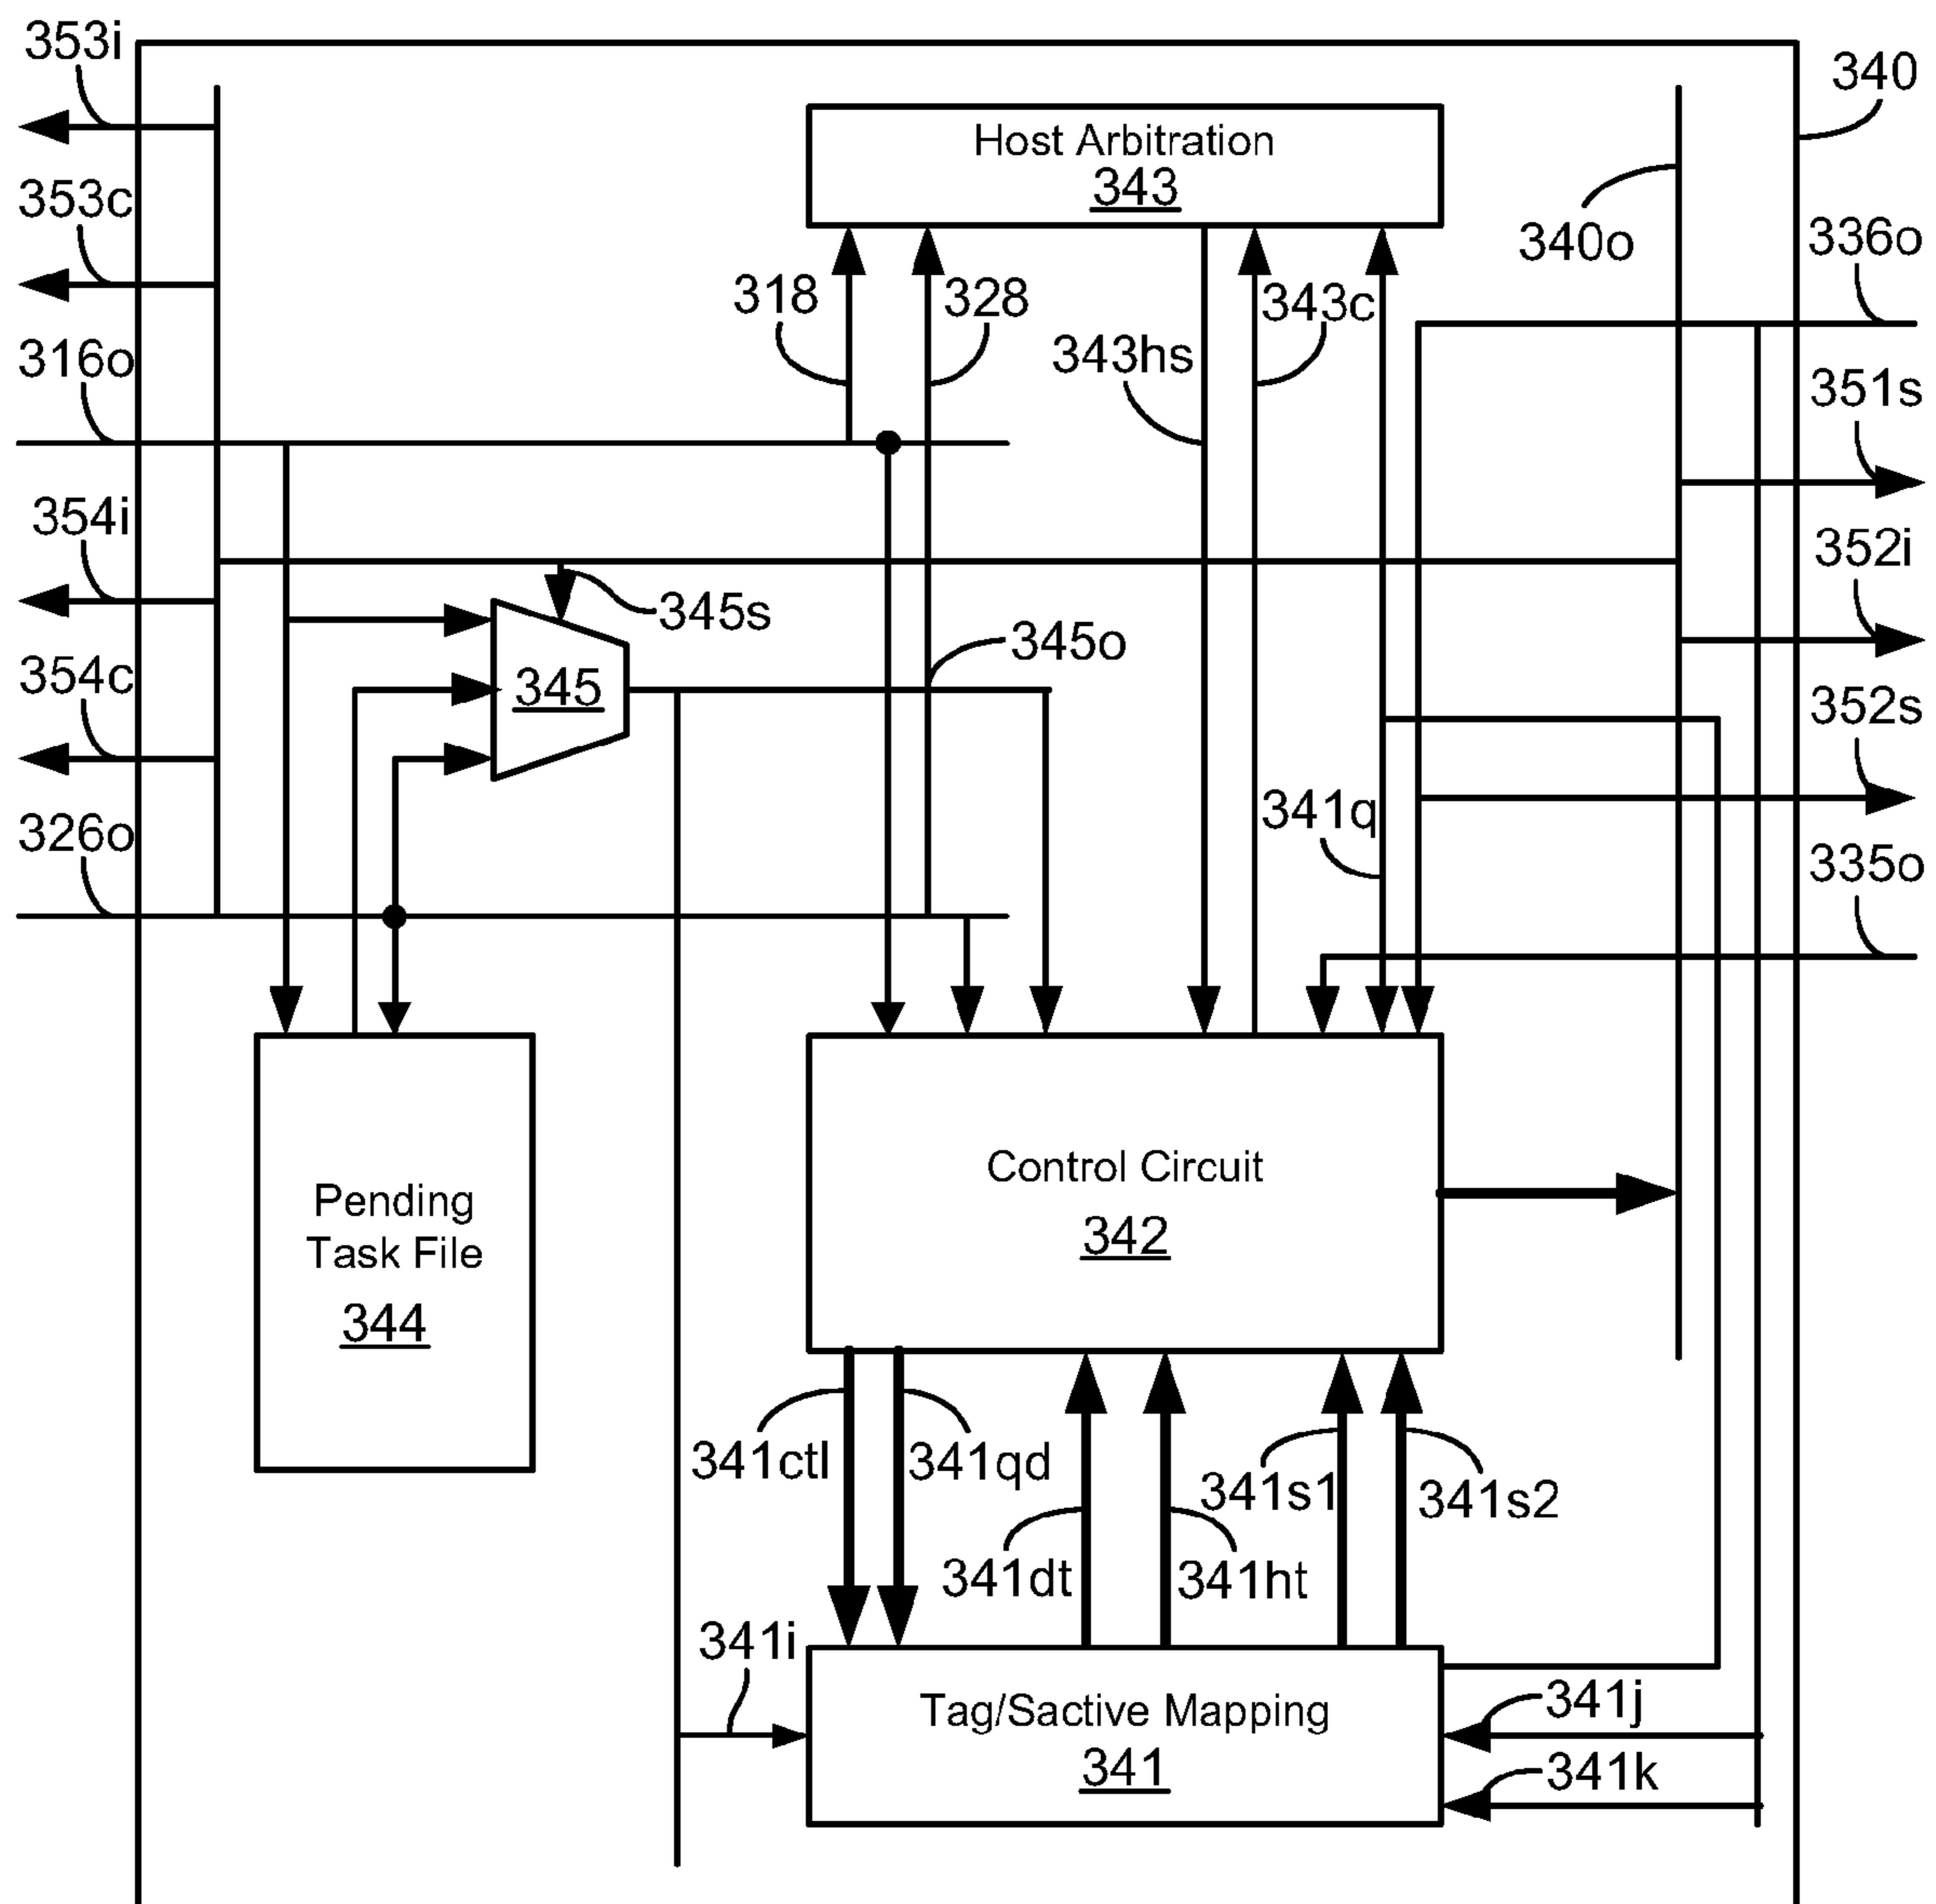 353i
340
Host Arbitration
343
353c
340o
336o
318
328
343c
343hs
316o
351s
354i
352i
345s
345o
354c
345
352s
341q
326o
335o
Control Circuit
342
Pending
Task File
344
341ctl
341qd
341s1
341s2
341dt
341ht
341i
Tag/Sactive Mapping
341
341j
341k